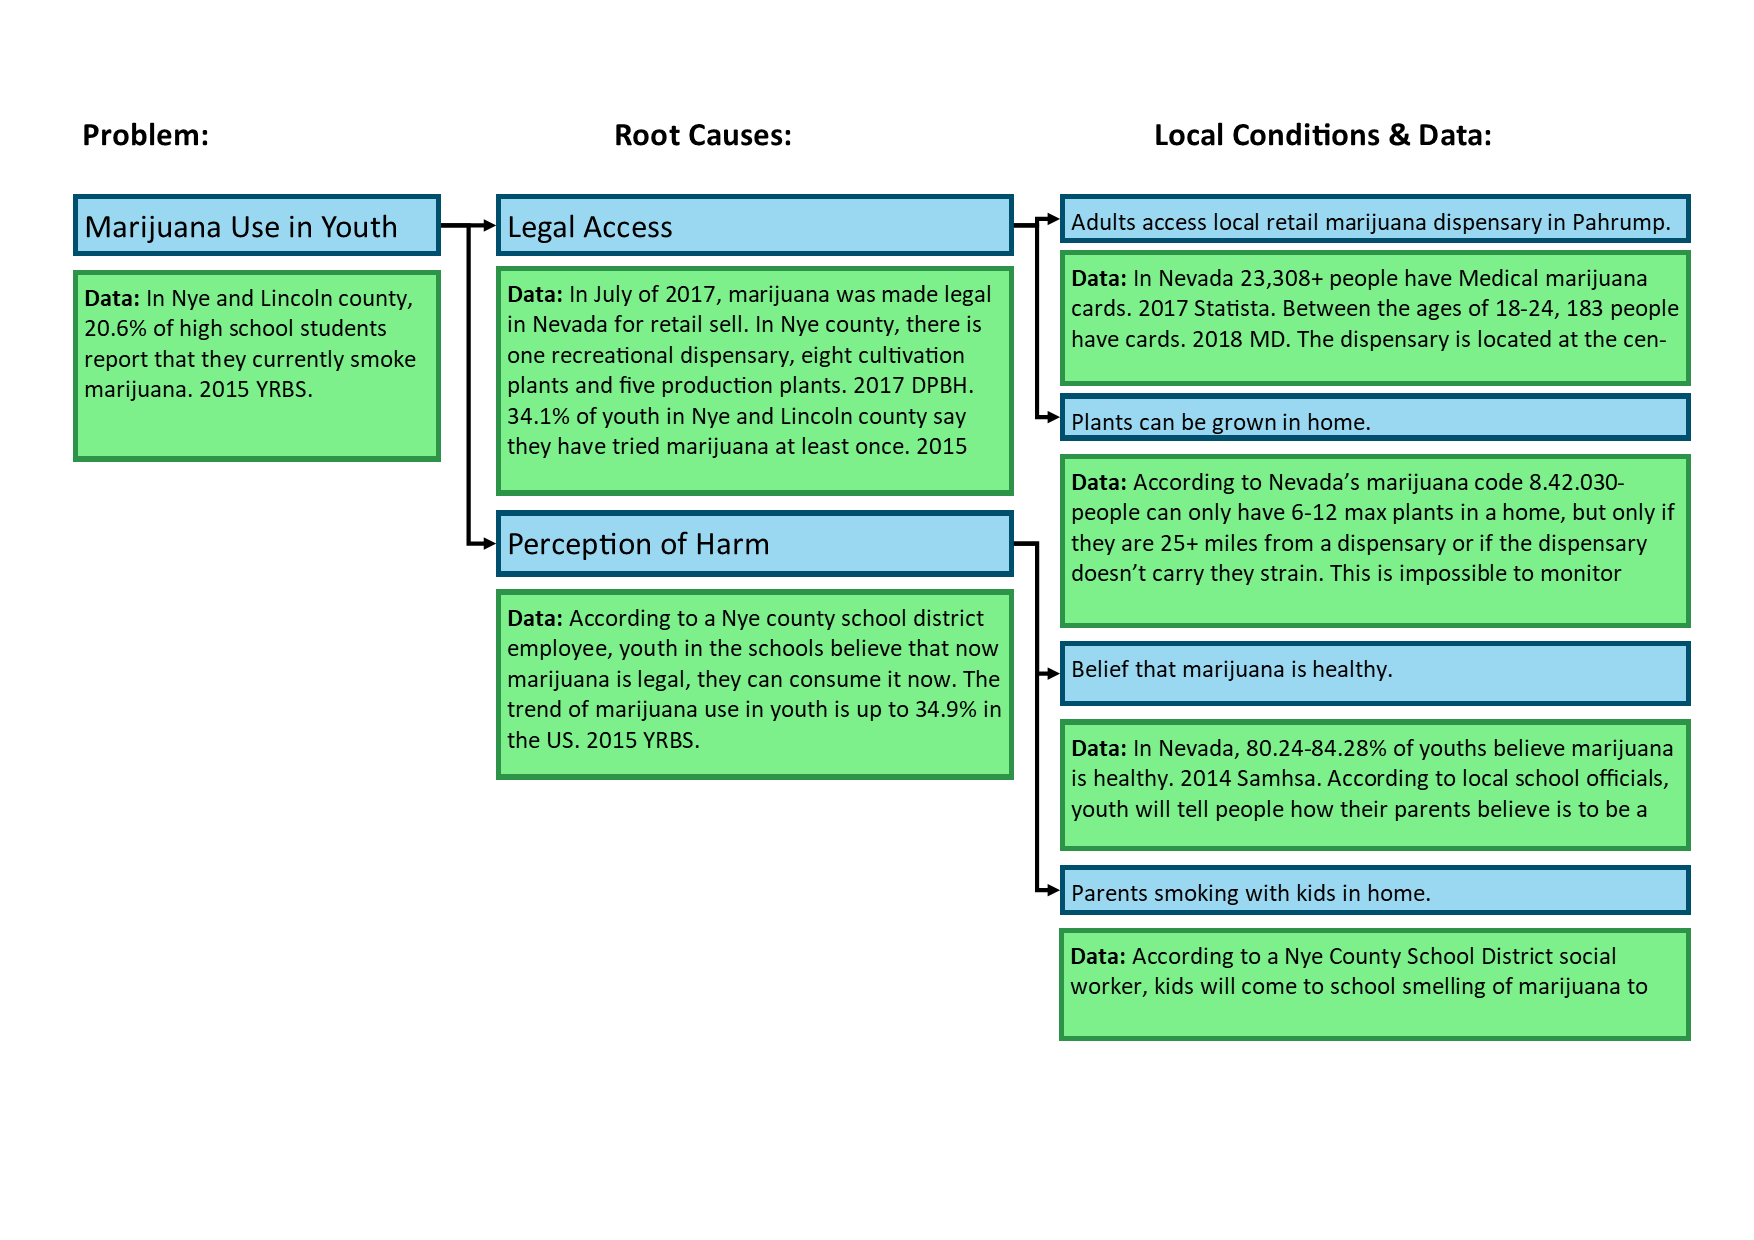 Problem:
Root Causes:
Local Conditions & Data:
Marijuana Use in Youth
Data: In Nye and Lincoln county,
20.6% of high school students
report that they currently smoke
marijuana. 2015 YRBS.
Legal Access
Data: In July of 2017, marijuana was made legal
in Nevada for retail sell. In Nye county, there is
one recreational dispensary, eight cultivation
plants and five production plants. 2017 DPBH.
34.1% of youth in Nye and Lincoln county say
they have tried marijuana at least once. 2015
Perception of Harm
Data: According to a Nye county school district
employee, youth in the schools believe that now
marijuana is legal, they can consume it now. The
trend of marijuana use in youth is up to 34.9% in
the US. 2015 YRBS.
Adults access local retail marijuana dispensary in Pahrump.
Data: In Nevada 23,308+ people have Medical marijuana
cards. 2017 Statista. Between the ages of 18-24, 183 people
have cards. 2018 MD. The dispensary is located at the cen-
Plants can be grown in home.
Data: According to Nevada’s marijuana code 8.42.030-
people can only have 6-12 max plants in a home, but only if
they are 25+ miles from a dispensary or if the dispensary
doesn’t carry they strain. This is impossible to monitor
Belief that marijuana is healthy.
Data: In Nevada, 80.24-84.28% of youths believe marijuana
is healthy. 2014 Samhsa. According to local school officials,
youth will tell people how their parents believe is to be a
Parents smoking with kids in home.
Data: According to a Nye County School District social
worker, kids will come to school smelling of marijuana to